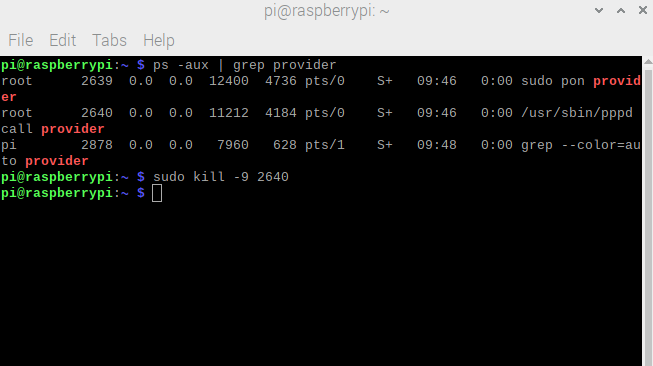 pi@raspberrypi: ~
File Edit Tabs Help
pi@raspberrypi:~ $ ps -aux | grep provider
root      2639  0.0  0.0  12400  4736 pts/0    S+   09:46   0:00 sudo pon provid
er
root      2640  0.0  0.0  11212  4184 pts/0    S+   09:46   0:00 /usr/sbin/pppd
call provider
pi        2878  0.0  0.0   7960   628 pts/1    S+   09:48   0:00 grep --color=au
to provider
pi@raspberrypi:~ $ sudo kill -9 2640
pi@raspberrypi:~ $